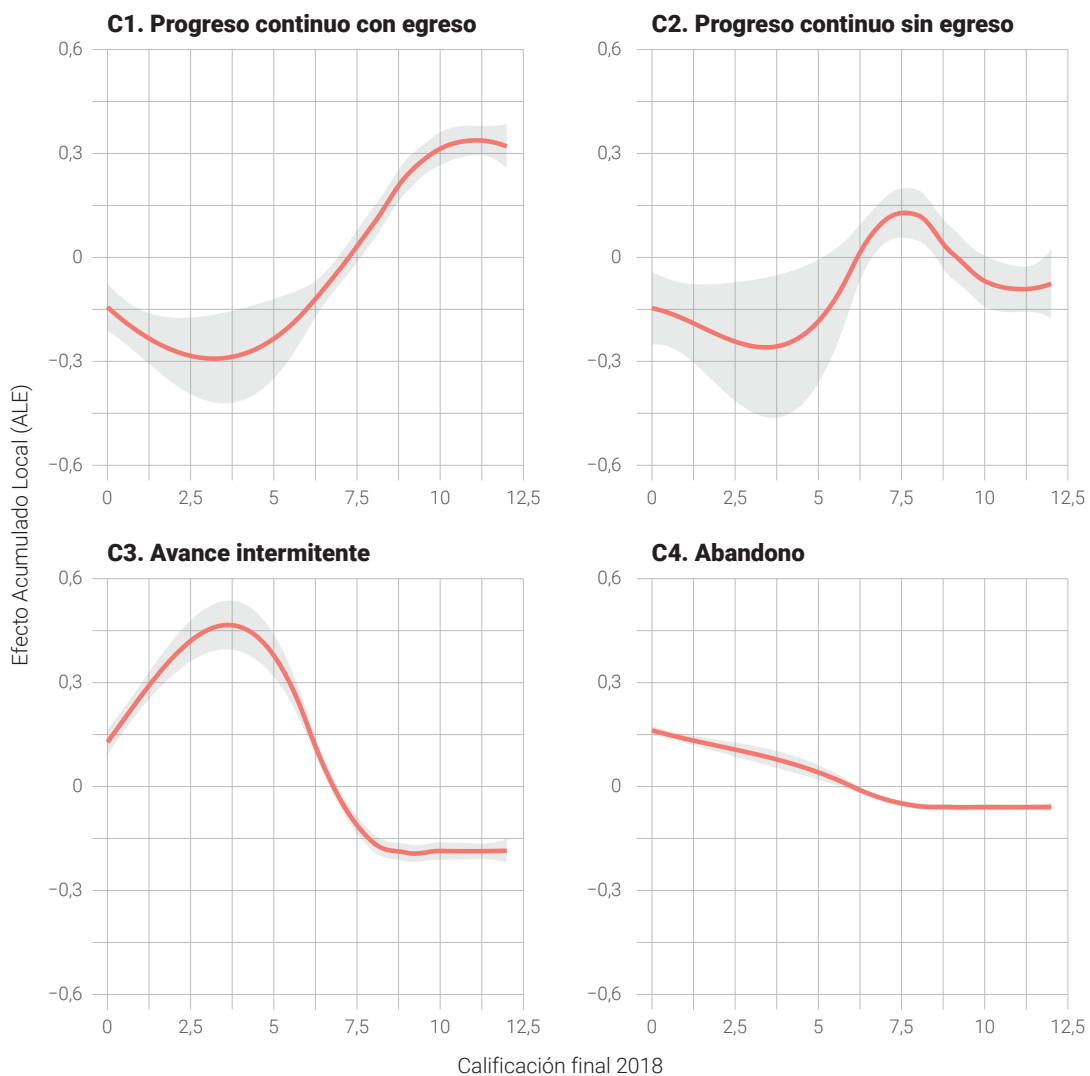 C1. Progreso continuo con egreso
C2. Progreso continuo sin egreso
0,6
0,3
0
−0,3
−0,6
0 2,5 5 7,5 10 12,5
0,6
0,3
0
−0,3
−0,6
0 2,5 5 7,5 10 12,5
Efecto Acumulado Local (ALE)
C3. Avance intermitente
C4. Abandono
0,6
0,3
0
−0,3
−0,6
0 2,5 5 7,5 10 12,5
0,6
0,3
0
−0,3
−0,6
0 2,5 5 7,5 10 12,5
Calificación final 2018